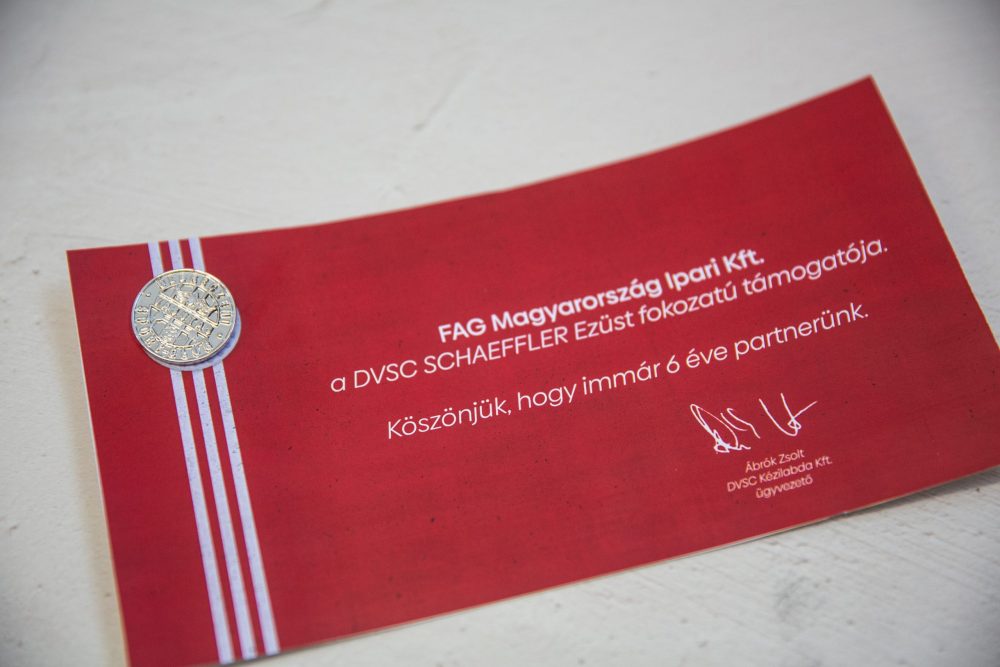 FAG Magyarország Ipari Kft.
a DVSC SCHAEFFLER Ezüst fokozatú támogatója.
Köszönjük, hogy immár 6 éve partnerünk.
Ábrók Zsolt
DVSC Kézilabda Kft.
ügyvezető